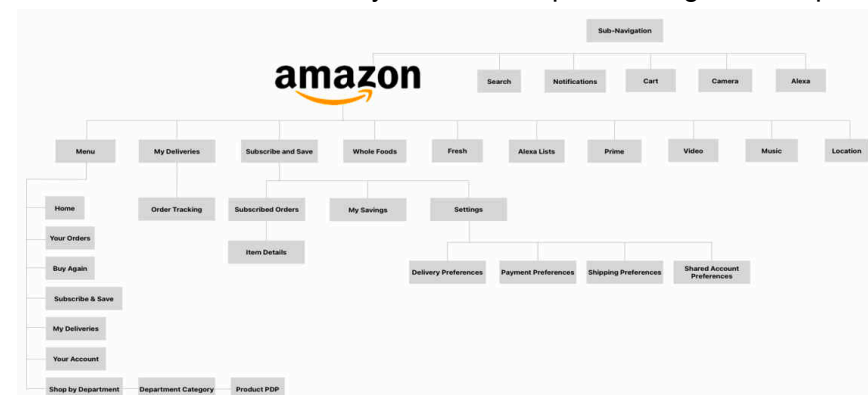 Sub-Navigation
amazon
Search Notifications Cart Camera Alexa
Menu My Deliveries Subscribe and Save Whole Foods Fresh Alexa Lists Prime Video Music Location
Home Order Tracking Subscribed Orders My Savings Settings
Your Orders
Item Details
Buy Again Delivery Preferences Payment Preferences Shipping Preferences Shared Account
Preferences
Subscribe & Save
My Deliveries
Your Account
Shop by Department Department Category Product PDP